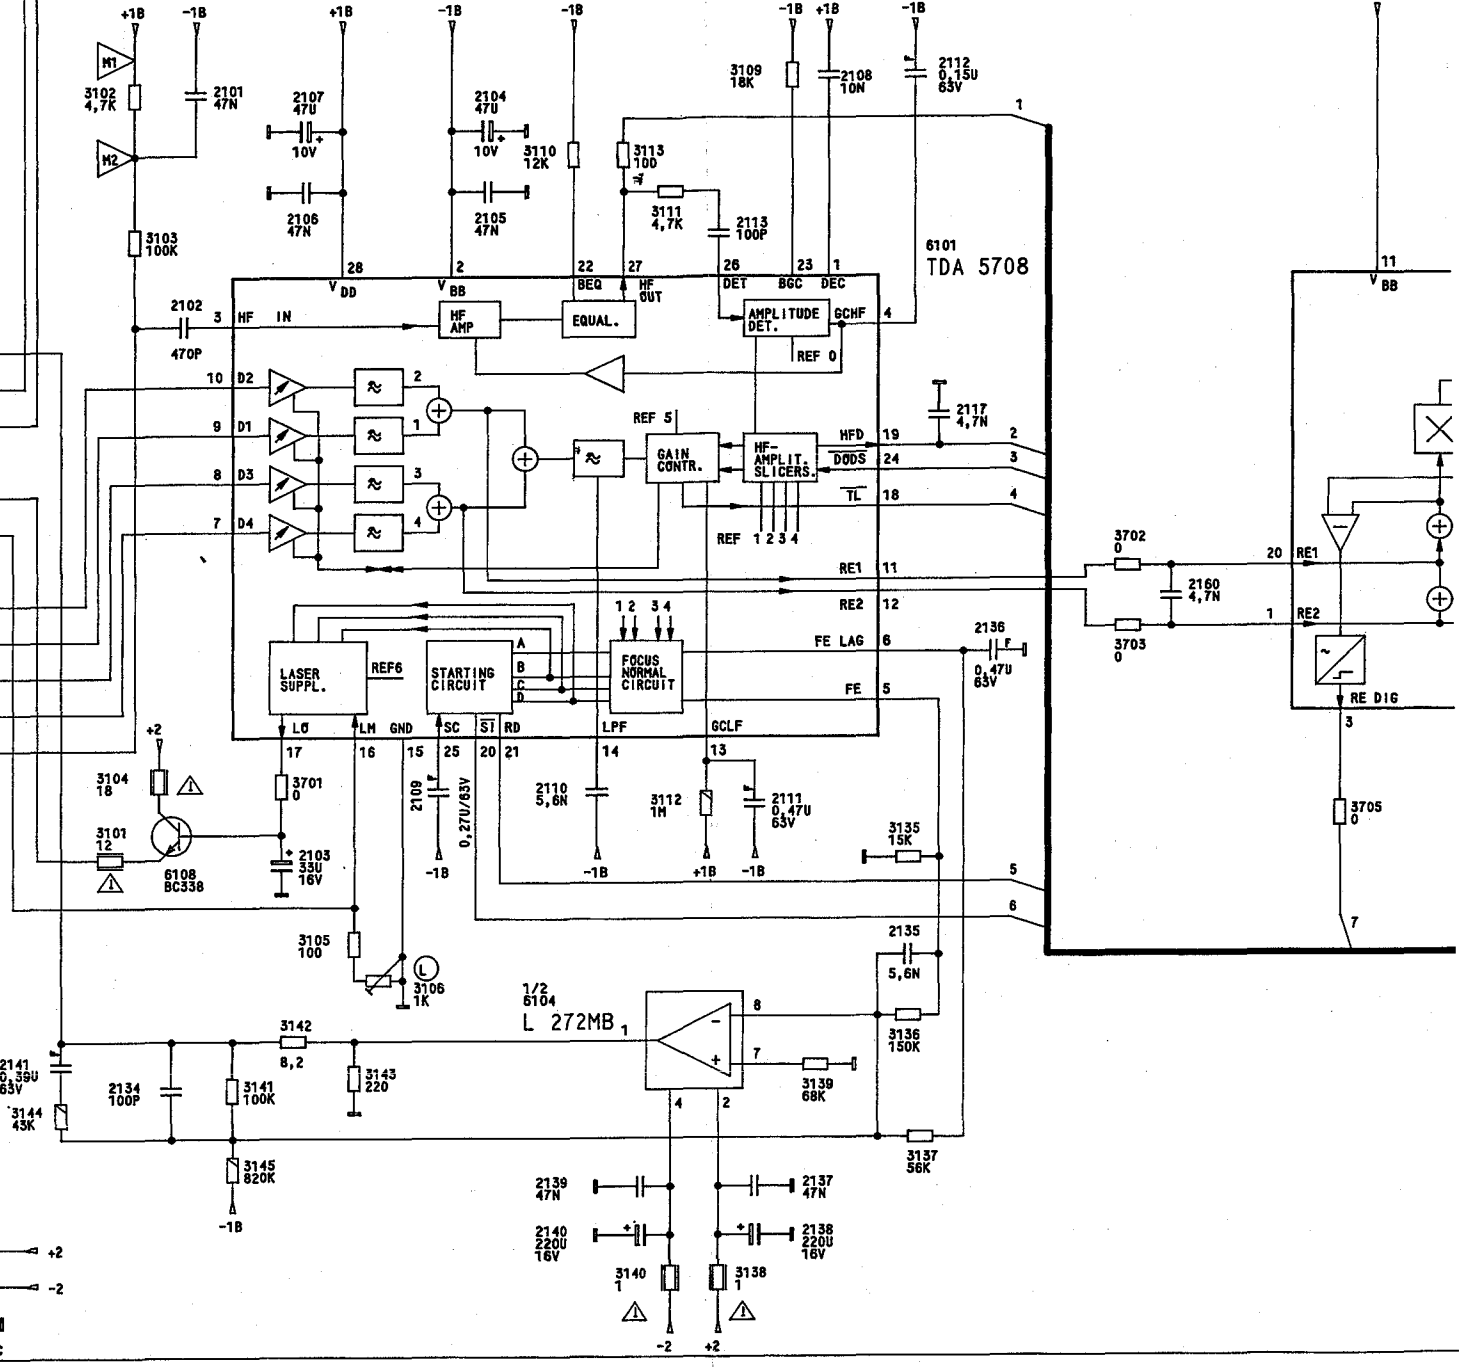 +1B
-1B
+1B
-1B
-1B
-1B
+1B
-1B
M1
3102
4,7K
2101
47N
M2
2107
47U
10V
2104
47U
10V
3110
12K
3113
100
3109
18K
2108
10N
2112
0,15U
63V
1
2106
47N
2105
47N
3111
4,7K
2113
100P
3103
100K
6101
TDA 5708
28
2
22
27
26
23
1
11
V DD
V BB
BEQ
HF
OUT
DET
BGC
DEC
V BB
2102
470P
3
HF IN
HF
AMP
EQUAL.
AMPLITUDE
DET.
GCHF
4
REF 0
10
D2
2
9
D1
1
8
D3
3
7
D4
4
REF 5
GAIN
CONTR.
HF-
AMPLIT.
SLICERS.
HFD
19
DODS
24
TL
18
2117
4,7N
2
3
4
REF 1 2 3 4
RE1
11
RE2
12
3702
0
2160
4,7N
3703
0
20
RE1
1
RE2
LASER
SUPPL.
REF6
STARTING
CIRCUIT
A
B
C
D
1 2 3 4
FOCUS
NORMAL
CIRCUIT
FE LAG
6
FE
5
2136
0,47U
63V
F
RE DIG
3
LO
LM
GND
SC
SI
RD
LPF
GCLF
17
16
15
25
20
21
14
13
+2
3104
18
3101
12
6108
BC338
3701
0
2103
33U
16V
2109
0,27U/63V
-1B
2110
5,6N
-1B
3112
1M
+1B
2111
0,47U
63V
-1B
3135
15K
3705
0
5
6
7
3105
100
L
3106
1K
2135
5,6N
1/2
6104
L 272MB
1
8
7
4
2
3136
150K
3139
68K
2141
0,39U
63V
3144
43K
2134
100P
3142
8,2
3141
100K
3143
220
3145
820K
-1B
3137
56K
2139
47N
2137
47N
2140
220U
16V
2138
220U
16V
3140
1
3138
1
-2
+2
+2
-2